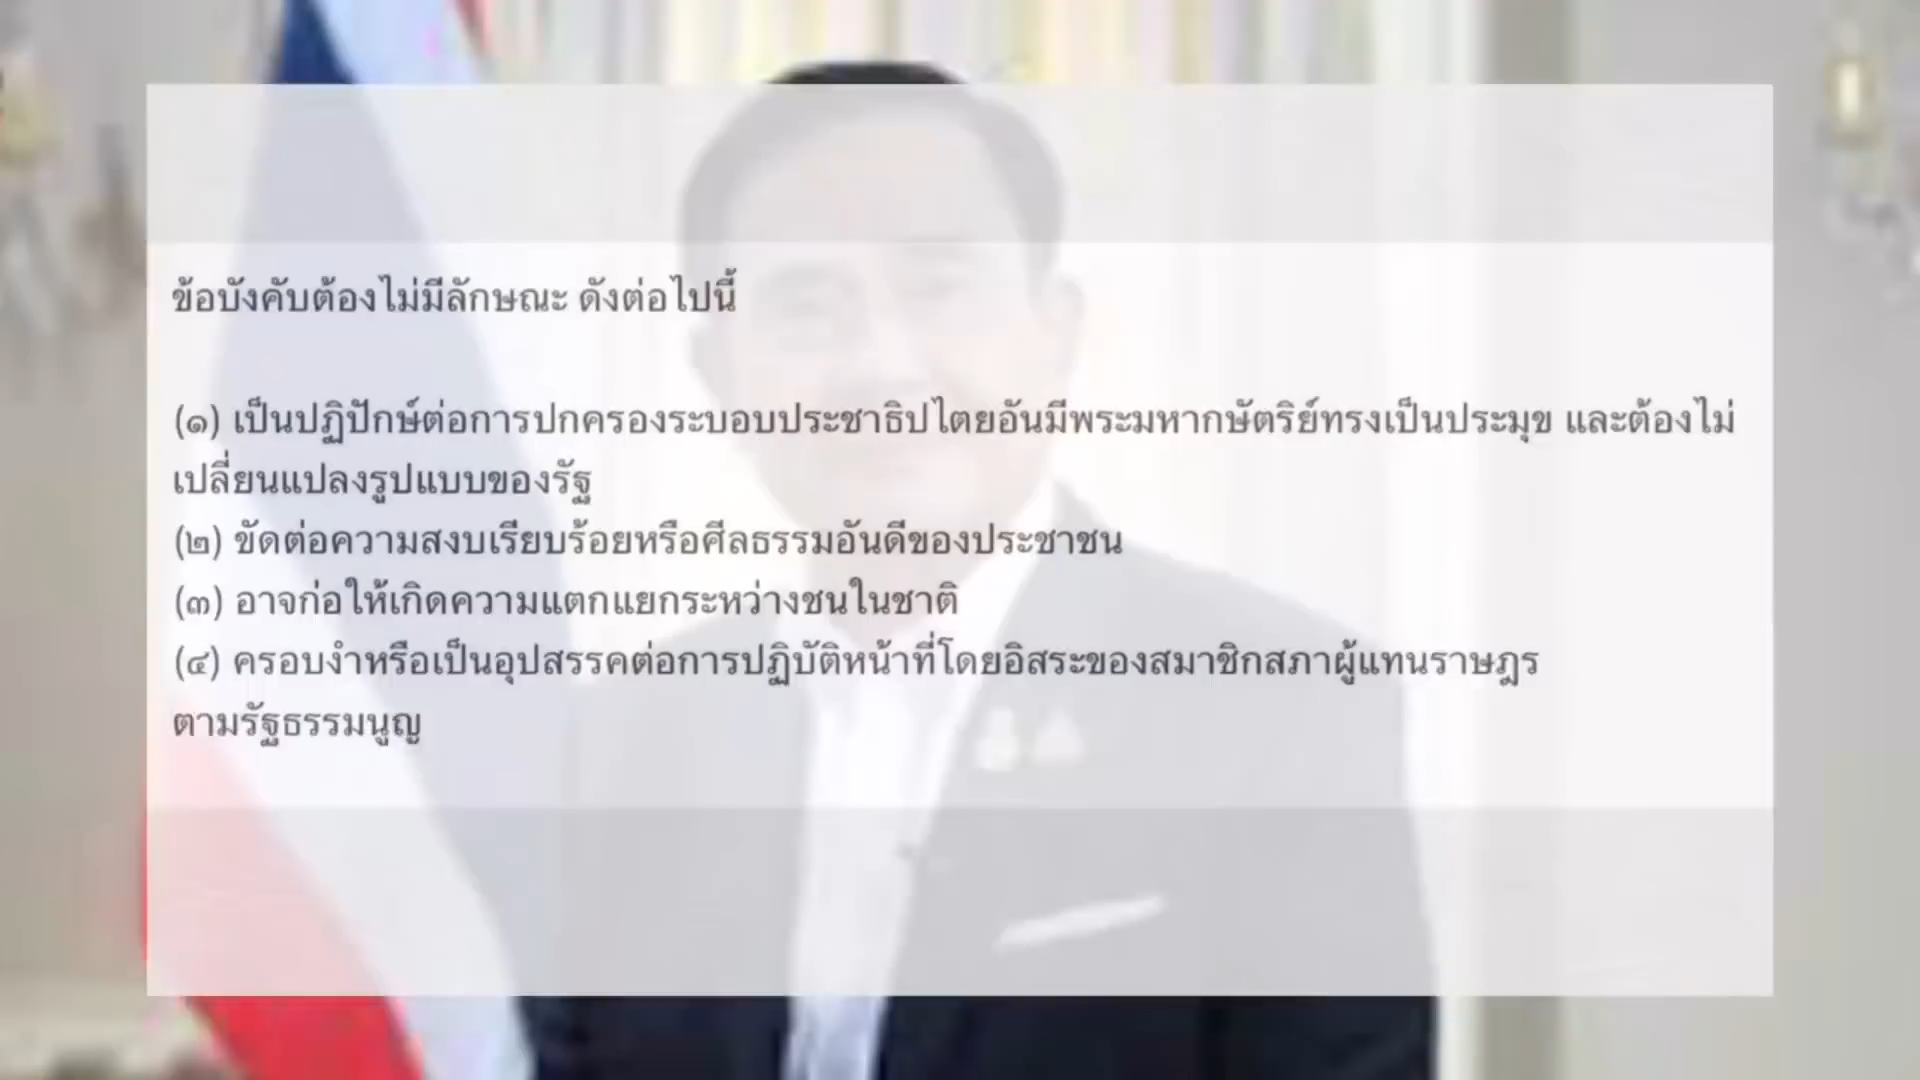 ข้อบังคับต้องไม่มีลักษณะ ดังต่อไปนี้
(๑) เป็นปฏิปักษ์ต่อการปกครองระบอบประชาธิปไตยอันมีพระมหากษัตริย์ทรงเป็นประมุข และต้องไม่
เปลี่ยนแปลงรูปแบบของรัฐ
(๒) ขัดต่อความสงบเรียบร้อยหรือศีลธรรมอันดีของประชาชน
(๓) อาจก่อให้เกิดความแตกแยกระหว่างชนในชาติ
(๔) ครอบงำหรือเป็นอุปสรรคต่อการปฏิบัติหน้าที่โดยอิสระของสมาชิกสภาผู้แทนราษฎร
ตามรัฐธรรมนูญ